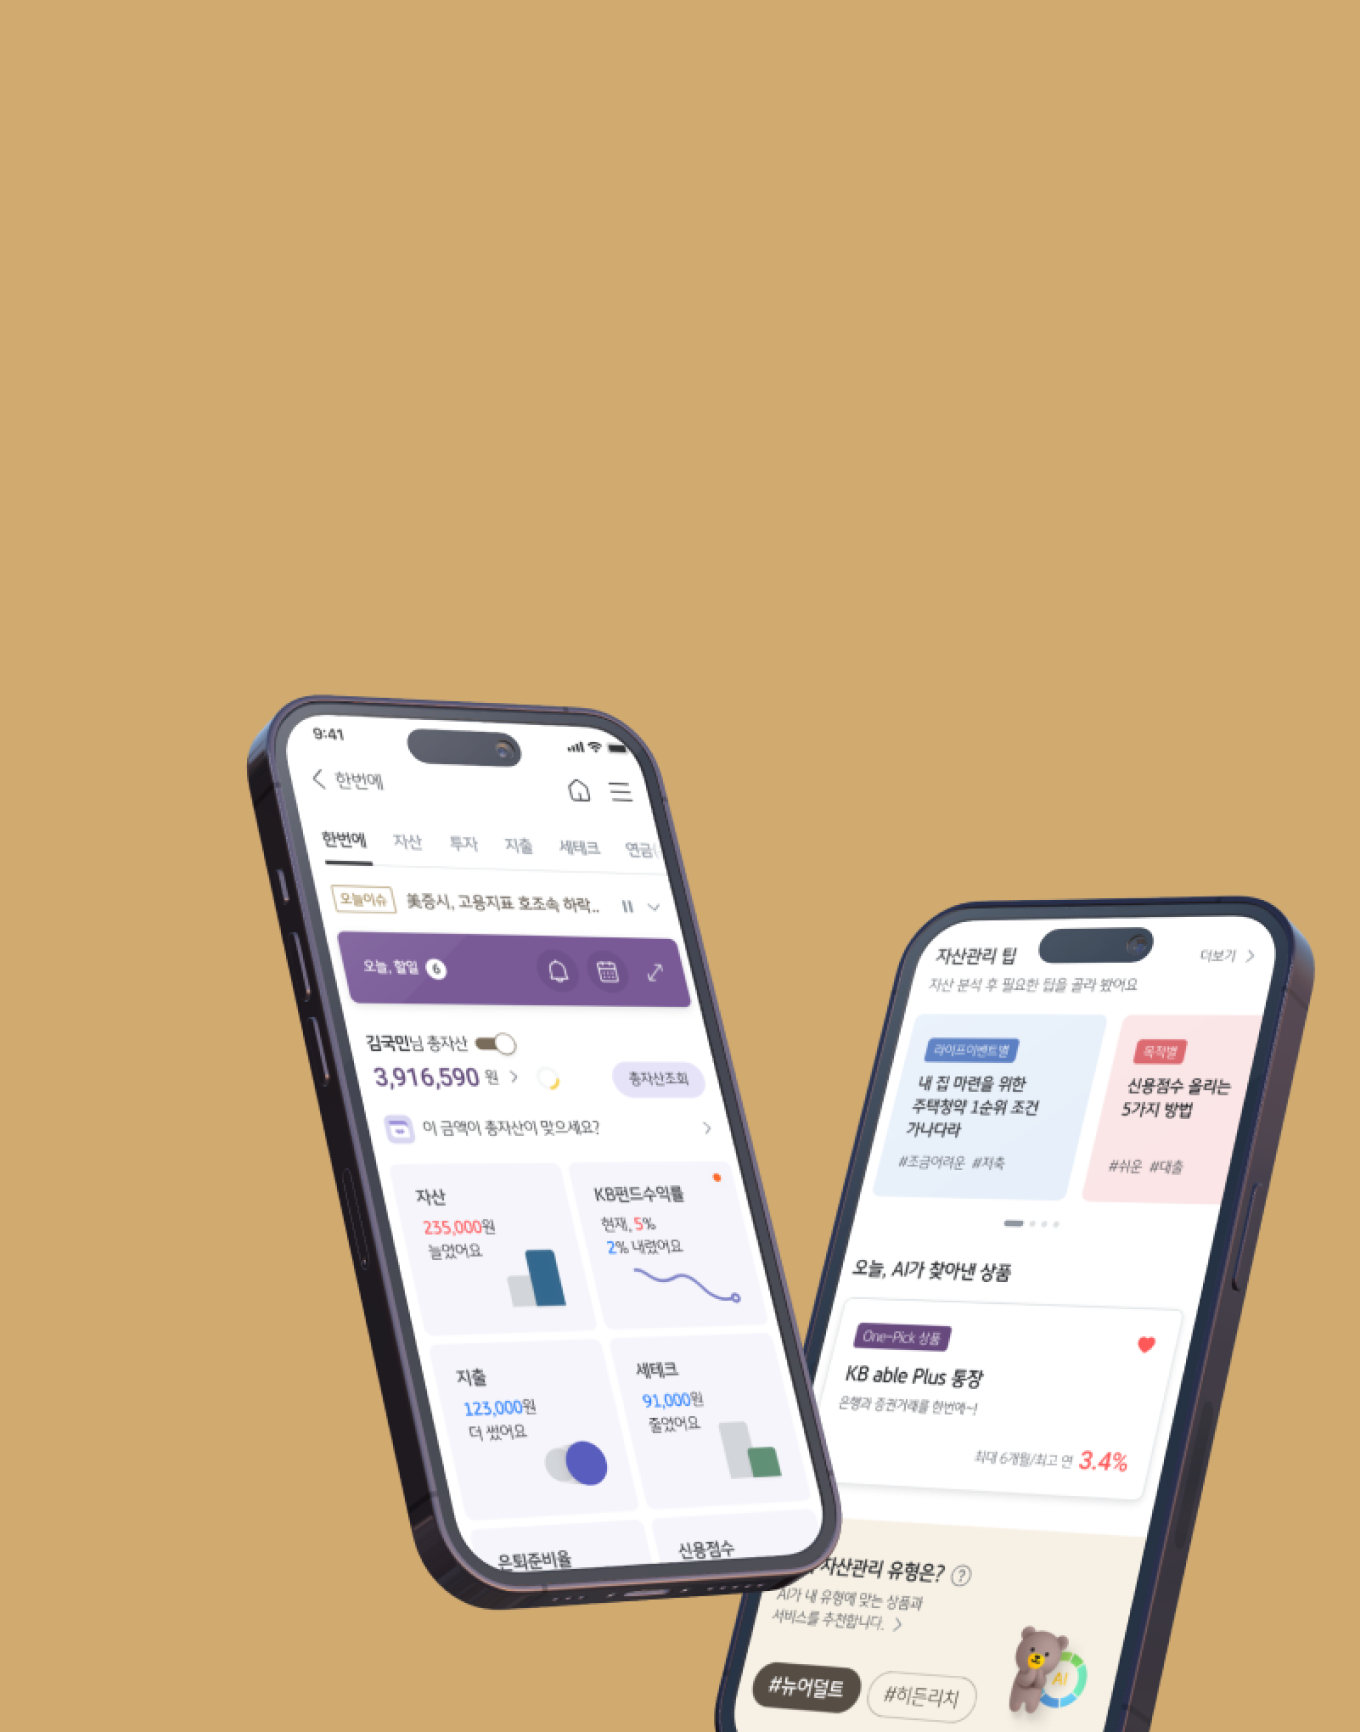 9:41
한번에
한번에 자산 투자 지출 세테크 연금
오늘이슈 美증시, 고용지표 호조속 하락..
오늘, 할일 6
김국민님 총자산
3,916,590 원
총자산조회
이 금액이 총자산이 맞으세요?
자산
235,000원
늘었어요
KB펀드수익률
현재, 5%
2% 내렸어요
지출
123,000원
더 썼어요
세테크
91,000원
줄었어요
은퇴준비율
신용점수
자산관리 팁
더보기
자산 분석 후 필요한 팁을 골라 봤어요
라이프이벤트별
내 집 마련을 위한
주택청약 1순위 조건
가나다라
#조금어려운 #저축
목적별
신용점수 올리는
5가지 방법
#쉬운 #대출
오늘, AI가 찾아낸 상품
One-Pick 상품
KB able Plus 통장
은행과 증권거래를 한번에~!
최대 6개월/최고 연 3.4%
자산관리 유형은? ?
AI가 내 유형에 맞는 상품과
서비스를 추천합니다.
#뉴어덜트
#히든리치
AI